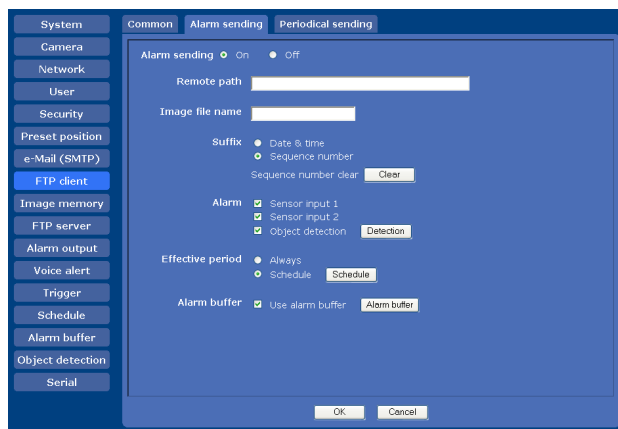 System
Camera
Network
User
Security
Preset position
e-Mail (SMTP)
FTP client
Image memory
FTP server
Alarm output
Voice alert
Trigger
Schedule
Alarm buffer
Object detection
Serial
Common Alarm sending Periodical sending
Alarm sending On Off
Remote path
Image file name
Suffix Date & time
Sequence number
Sequence number clear Clear
Alarm Sensor input 1
Sensor input 2
Object detection Detection
Effective period Always
Schedule Schedule
Alarm buffer Use alarm buffer Alarm buffer
OK Cancel